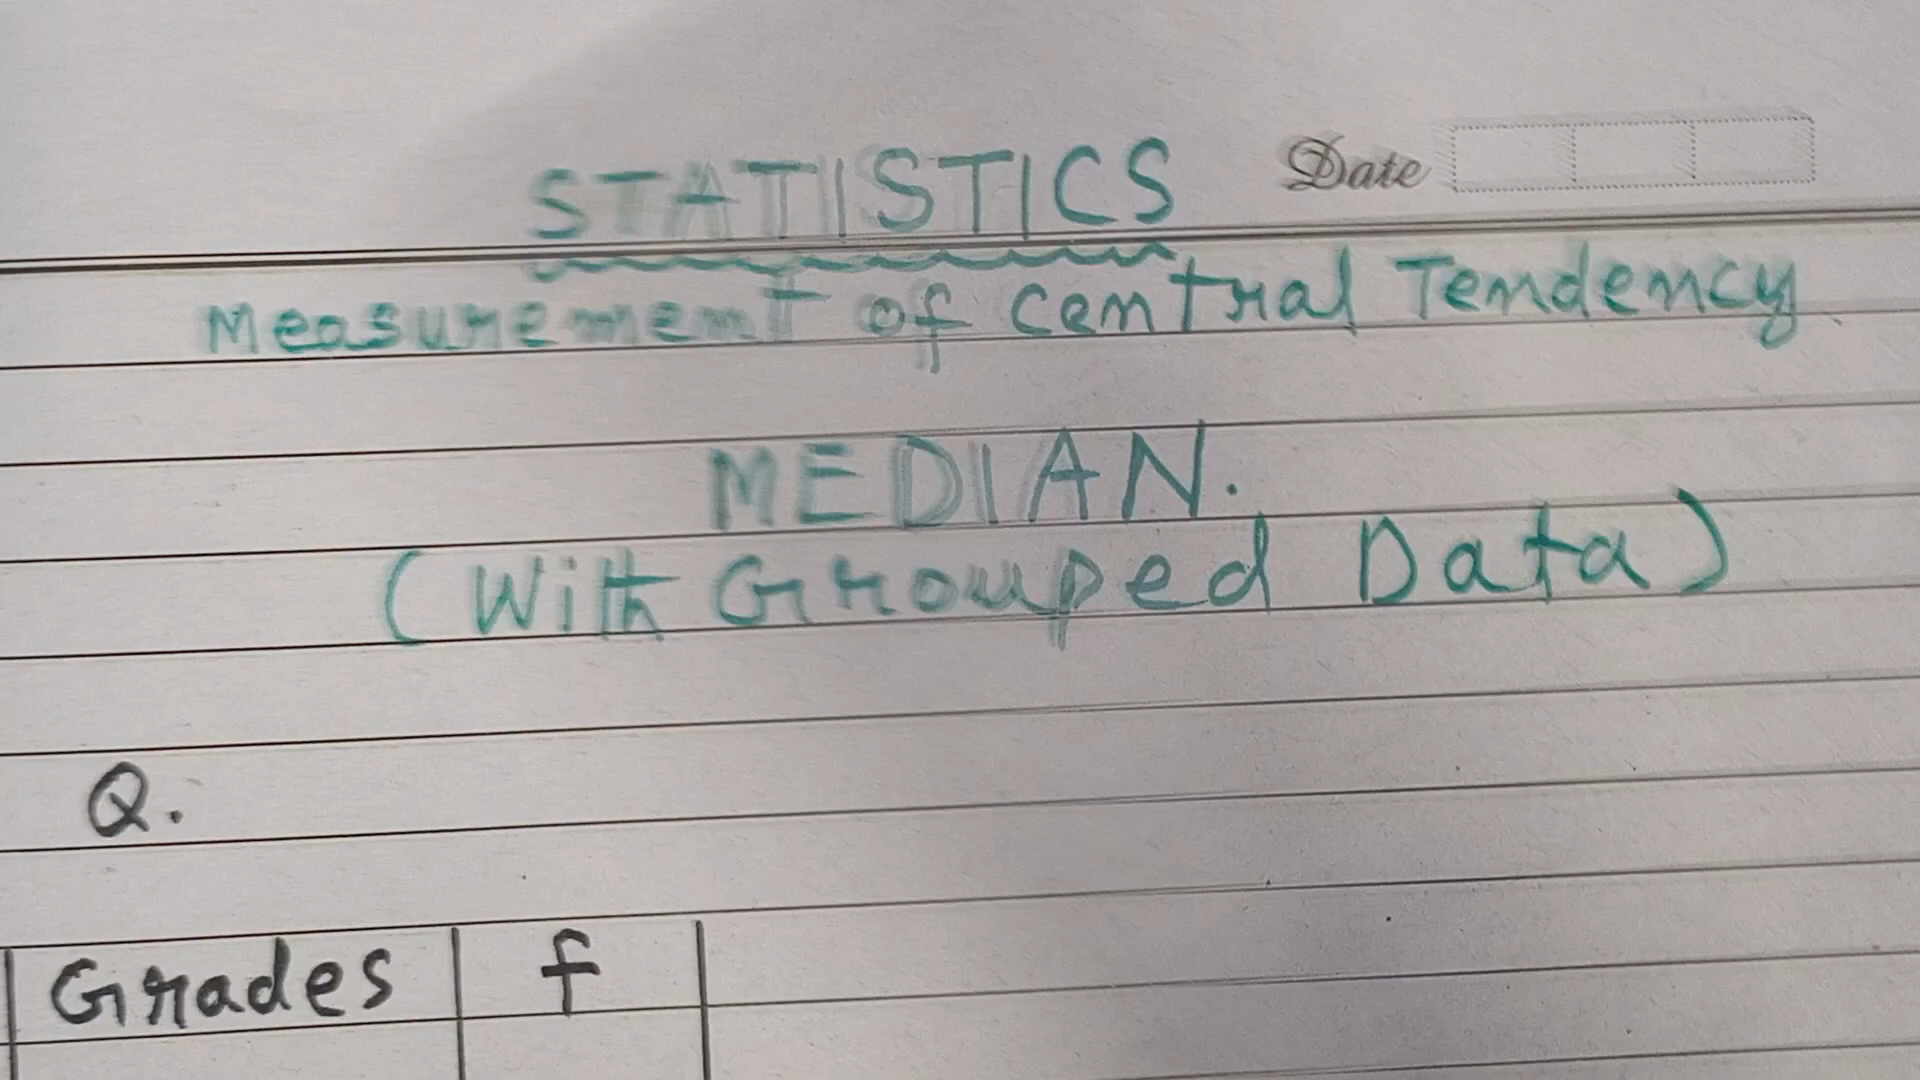 STATISTICS
Date
Measurement of Central Tendency
MEDIAN.
(With Grouped Data)
Q.
Grades f